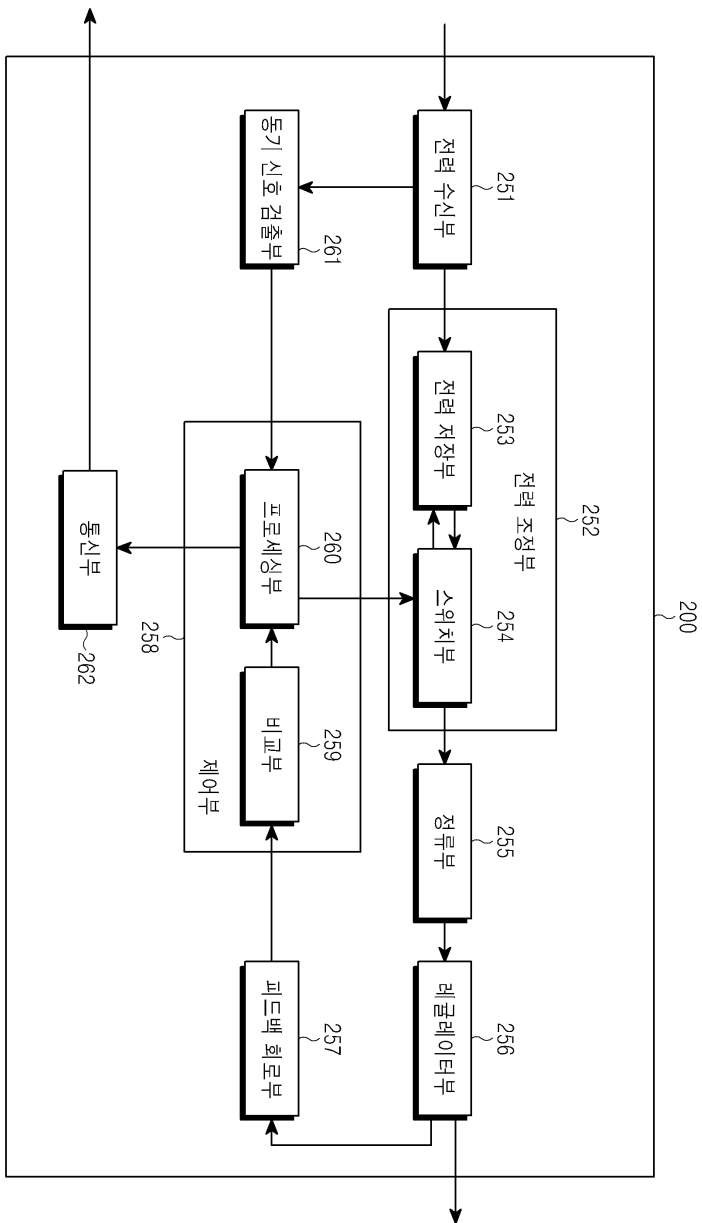 200
252
전력 조정부
251
전력 수신부
253
전력 저장부
254
스위치부
255
정류부
256
레귤레이터부
261
동기 신호 검출부
260
프로세싱부
259
비교부
257
피드백 회로부
258
제어부
262
통신부